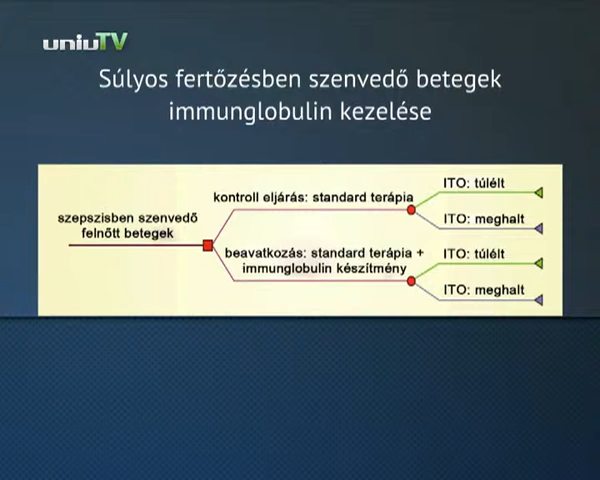 uniuTV
Súlyos fertőzésben szenvedő betegek
immunglobulin kezelése
szepszisben szenvedő
felnőtt betegek
kontroll eljárás: standard terápia
ITO: túlélt
ITO: meghalt
beavatkozás: standard terápia +
immunglobulin készítmény
ITO: túlélt
ITO: meghalt